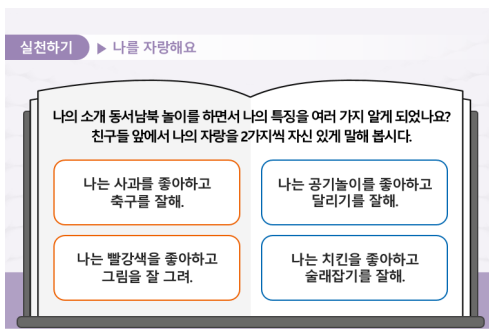 실천하기 ▶ 나를 자랑해요
나의 소개 동서남북 놀이를 하면서 나의 특징을 여러 가지 알게 되었나요?
친구들 앞에서 나의 자랑을 2가지씩 자신 있게 말해 봅시다.
나는 사과를 좋아하고
축구를 잘해.
나는 공기놀이를 좋아하고
달리기를 잘해.
나는 빨강색을 좋아하고
그림을 잘 그려.
나는 치킨을 좋아하고
술래잡기를 잘해.